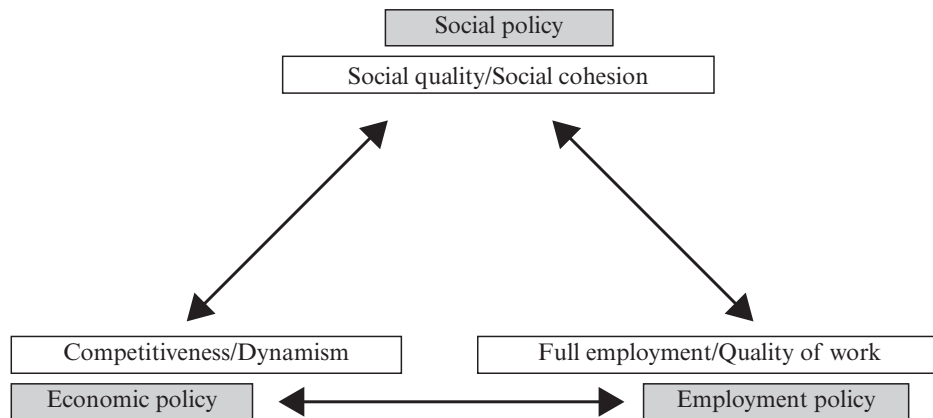 Social policy
Social quality/Social cohesion
Competitiveness/Dynamism
Full employment/Quality of work
Economic policy
Employment policy